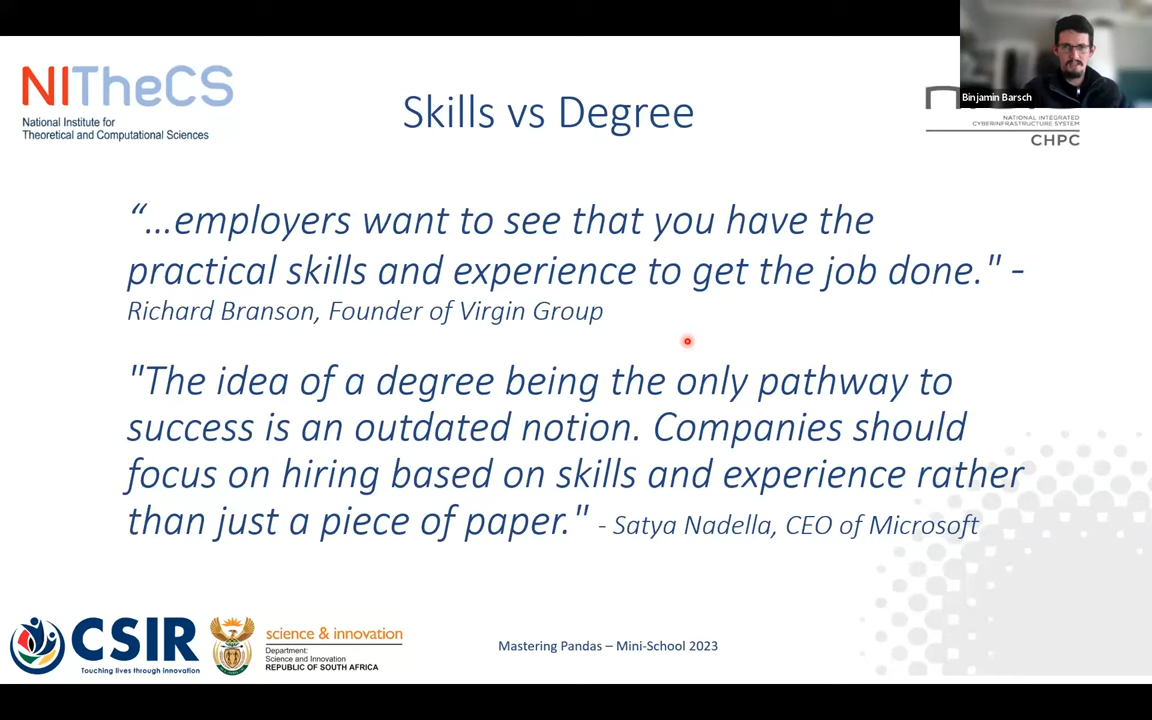 NITheCS
National Institute for
Theoretical and Computational Sciences
Skills vs Degree
Binjamin Barsch
NATIONAL INTEGRATED
CYBERINFRASTRUCTURE SYSTEM
CHPC
“...employers want to see that you have the
practical skills and experience to get the job done." -
Richard Branson, Founder of Virgin Group
"The idea of a degree being the only pathway to
success is an outdated notion. Companies should
focus on hiring based on skills and experience rather
than just a piece of paper." - Satya Nadella, CEO of Microsoft
CSIR
Touching lives through innovation
science & innovation
Department:
Science and Innovation
REPUBLIC OF SOUTH AFRICA
Mastering Pandas – Mini-School 2023